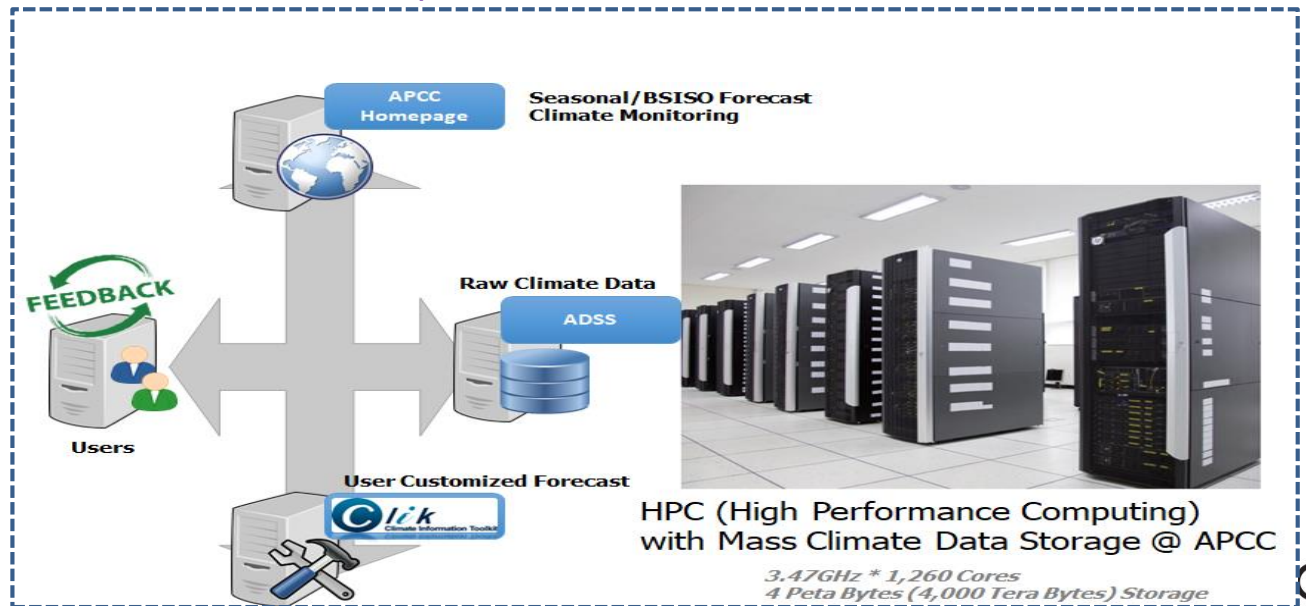 APCC
Homepage
Seasonal/BSISO Forecast
Climate Monitoring
FEEDBACK
Users
Raw Climate Data
ADSS
User Customized Forecast
Clik
Climate Information Toolkit
HPC (High Performance Computing)
with Mass Climate Data Storage @ APCC
3.47GHz * 1,260 Cores
4 Peta Bytes (4,000 Tera Bytes) Storage